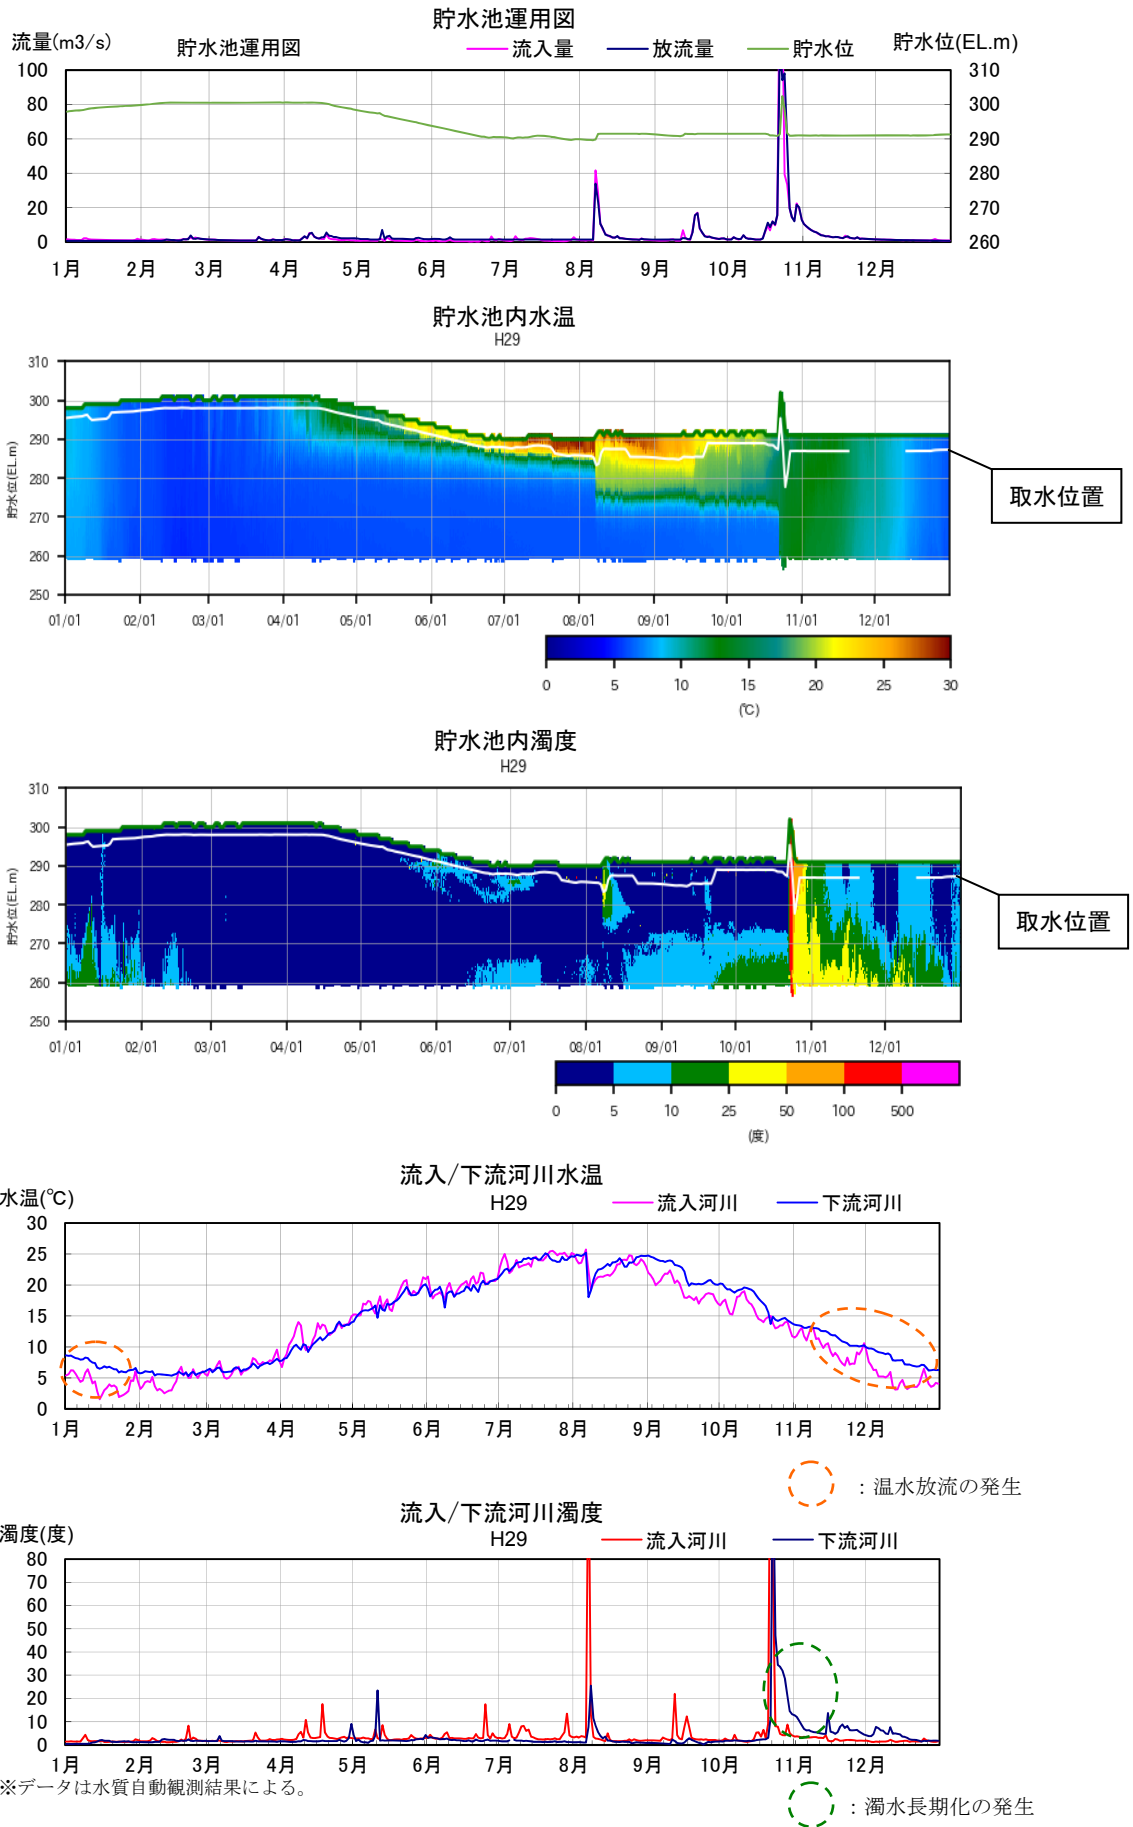 貯水池運用図
流量(m3/s)
貯水池運用図
流入量
放流量
貯水位
貯水位(EL.m)
100
80
60
40
20
0
310
300
290
280
270
260
1月 2月 3月 4月 5月 6月 7月 8月 9月 10月 11月 12月
貯水池内水温
H29
貯水位(EL.m)
310
300
290
280
270
260
250
01/01 02/01 03/01 04/01 05/01 06/01 07/01 08/01 09/01 10/01 11/01 12/01
取水位置
0 5 10 15 20 25 30
(℃)
貯水池内濁度
H29
貯水位(EL.m)
310
300
290
280
270
260
250
01/01 02/01 03/01 04/01 05/01 06/01 07/01 08/01 09/01 10/01 11/01 12/01
取水位置
0 5 10 25 50 100 500
(度)
流入/下流河川水温
水温(℃)
H29
流入河川
下流河川
30
25
20
15
10
5
0
1月 2月 3月 4月 5月 6月 7月 8月 9月 10月 11月 12月
：温水放流の発生
流入/下流河川濁度
濁度(度)
H29
流入河川
下流河川
80
70
60
50
40
30
20
10
0
1月 2月 3月 4月 5月 6月 7月 8月 9月 10月 11月 12月
※データは水質自動観測結果による。
：濁水長期化の発生